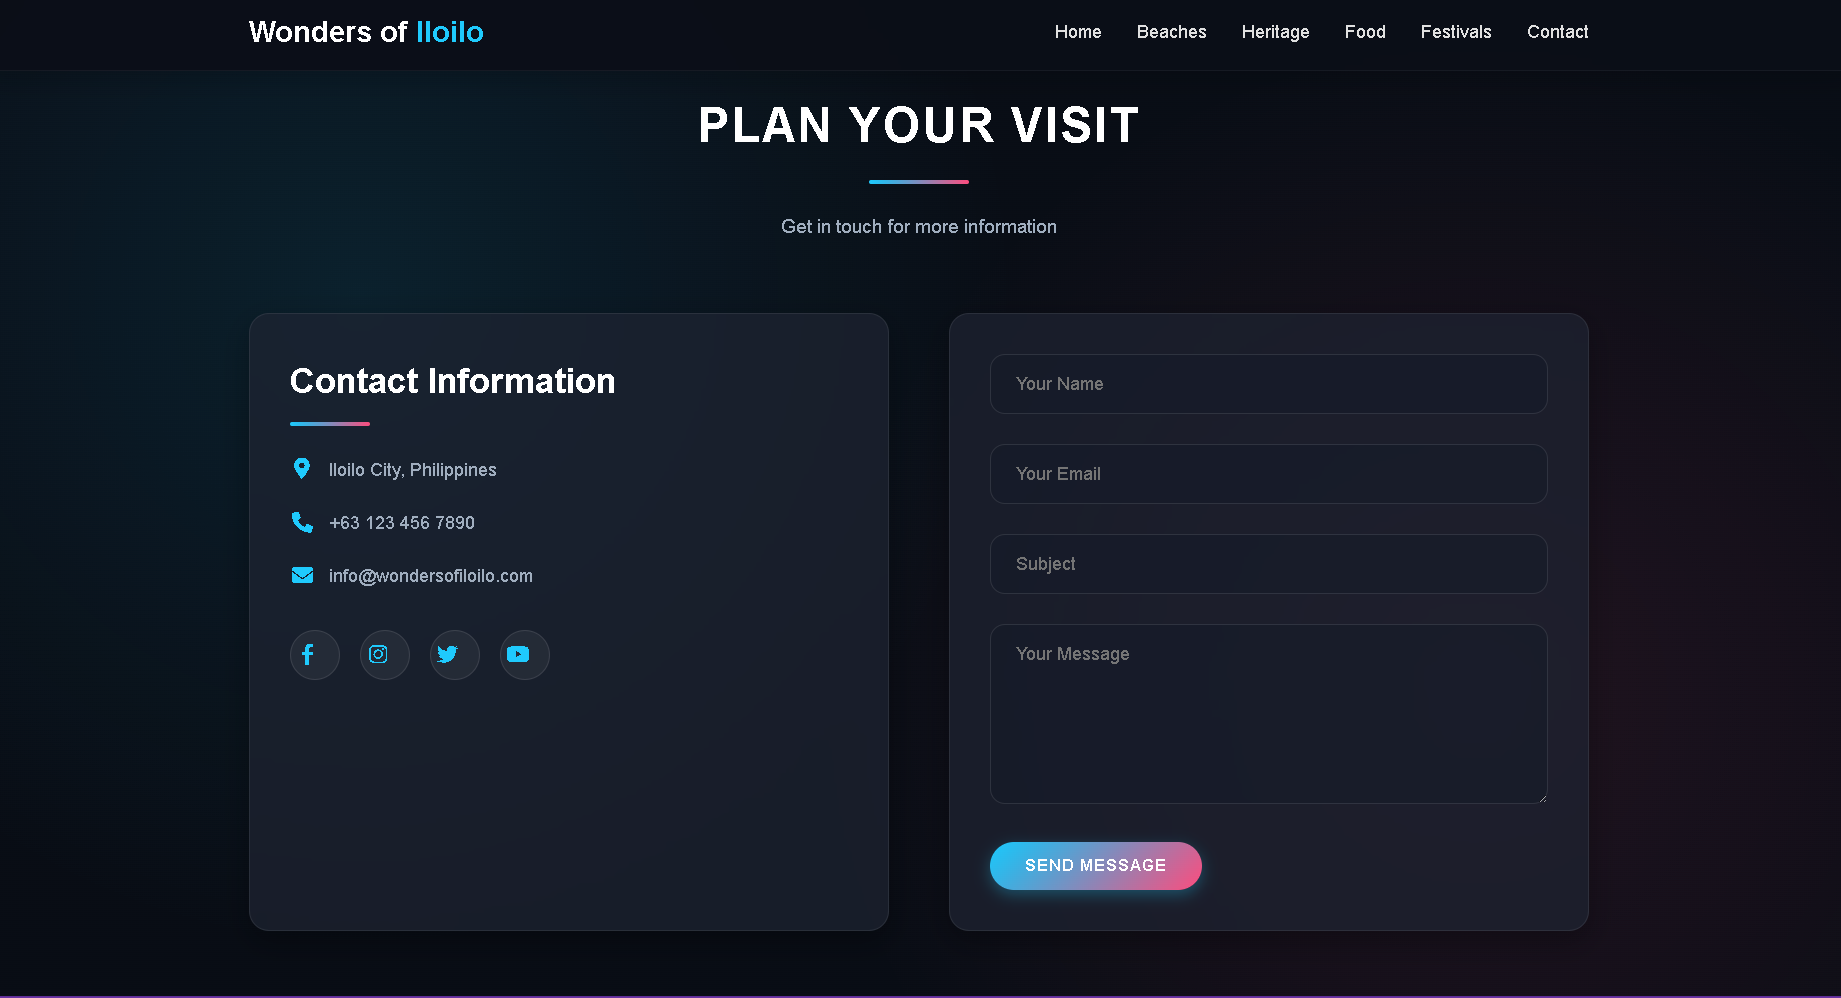 Wonders of Iloilo
Home
Beaches
Heritage
Food
Festivals
Contact
PLAN YOUR VISIT
Get in touch for more information
Contact Information
Iloilo City, Philippines
+63 123 456 7890
info@wondersofiloilo.com
Your Name
Your Email
Subject
Your Message
SEND MESSAGE